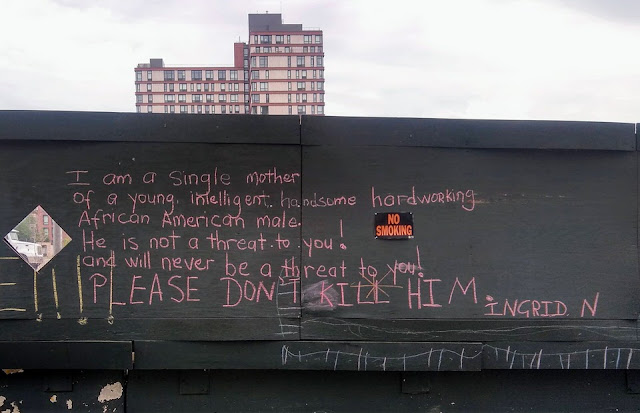 I am a single mother
of a young, intelligent, handsome hardworking
African American male.
He is not a threat to you!
and will never be a threat to you!
PLEASE DON'T KILL HIM INGRID N
NO
SMOKING